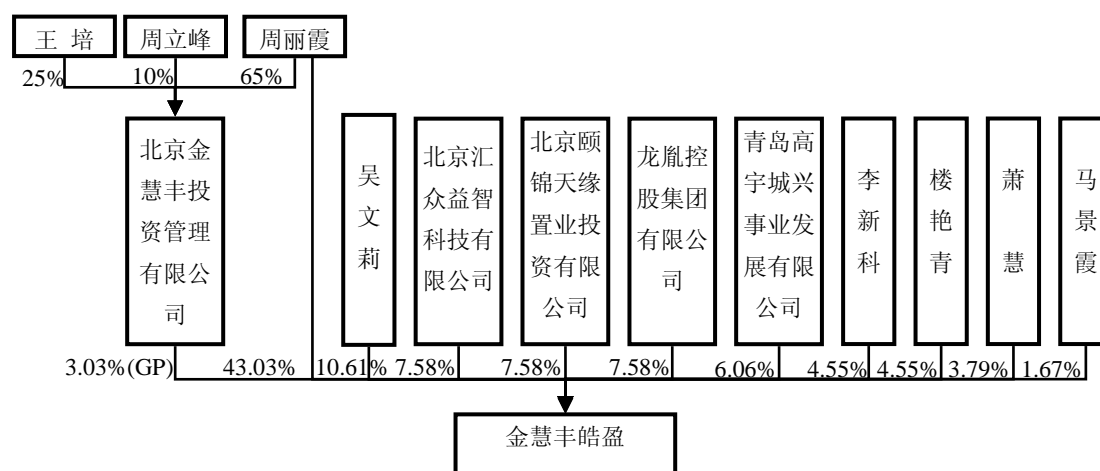 王 培
周立峰
周丽霞
25%
10%
65%
北京金
慧丰投
资管理
有限公
司
吴
文
莉
北京汇
众益智
科技有
限公司
北京颐
锦天缘
置业投
资有限
公司
龙胤控
股集团
有限公
司
青岛高
宇城兴
事业发
展有限
公司
李
新
科
楼
艳
青
萧
慧
马
景
霞
3.03%(GP)
43.03%
10.61%
7.58%
7.58%
7.58%
6.06%
4.55%
4.55%
3.79%
1.67%
金慧丰皓盈